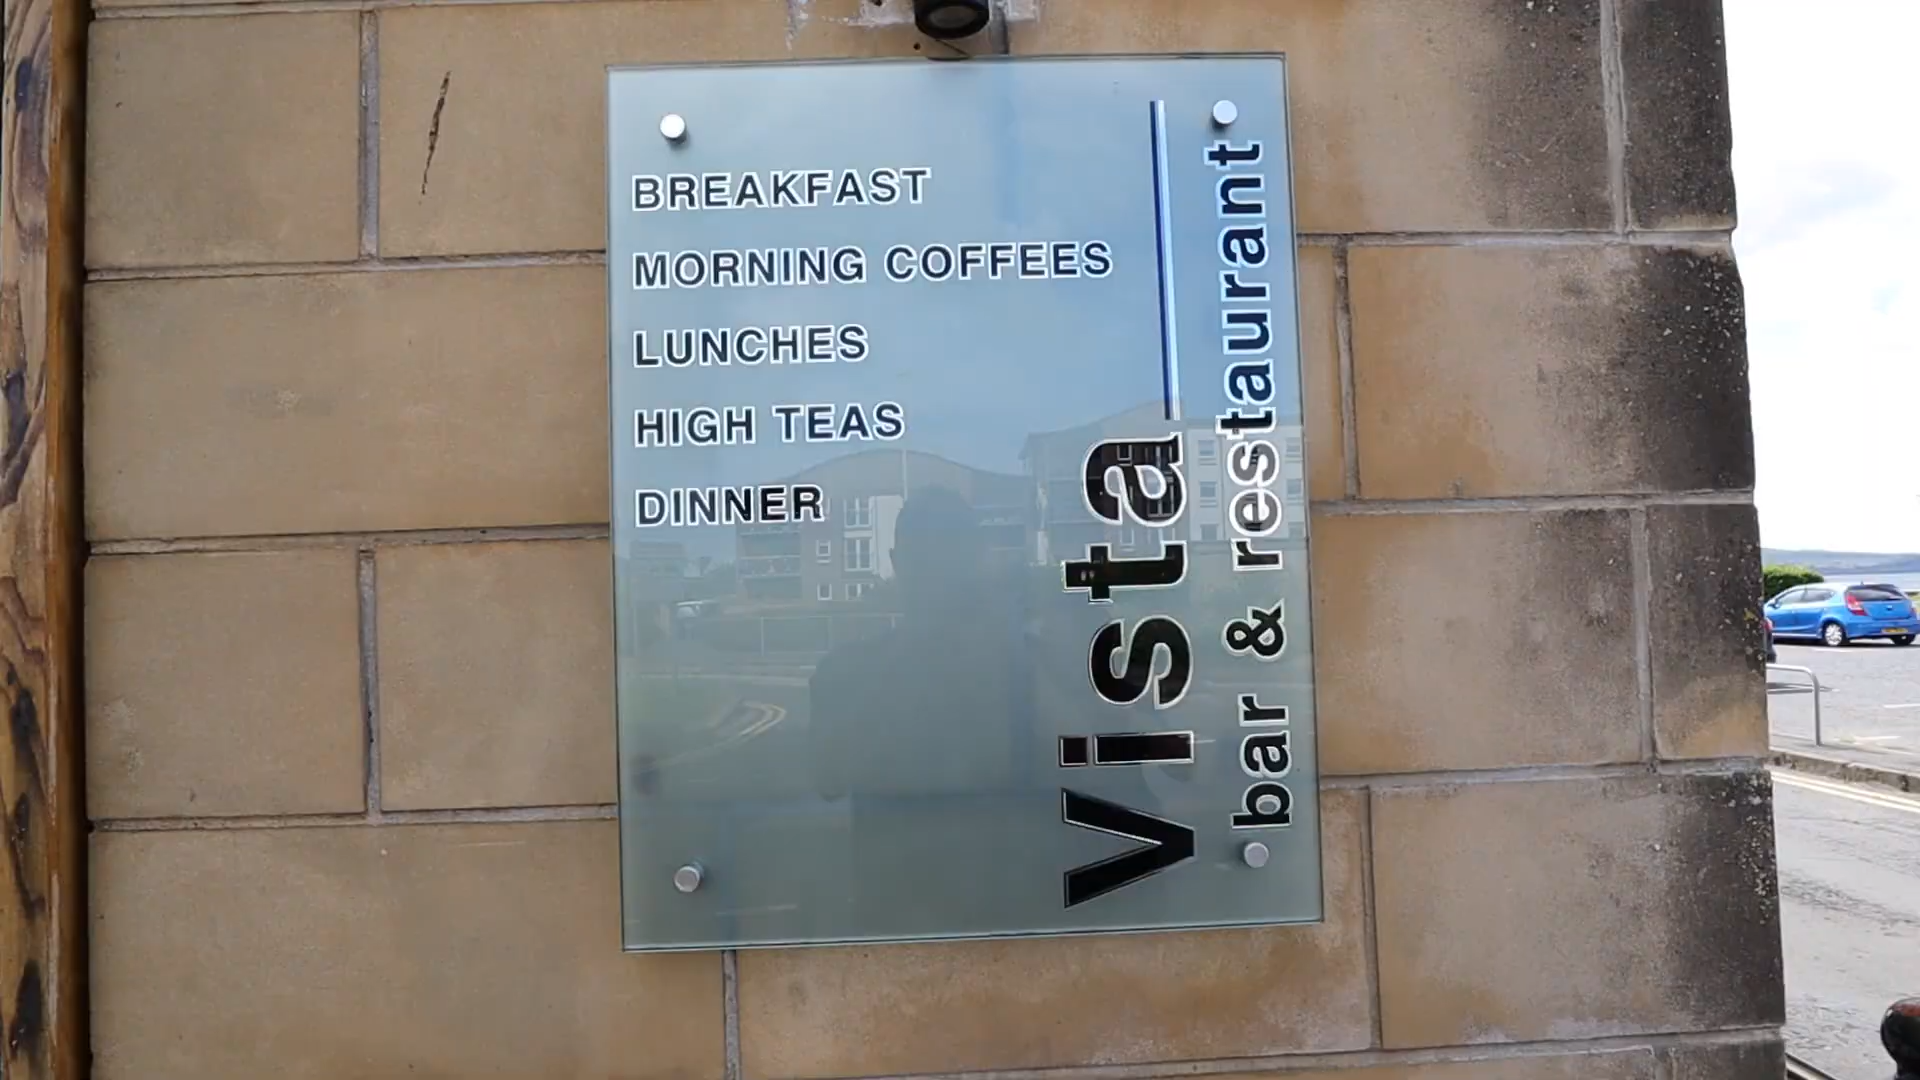 BREAKFAST
MORNING COFFEES
LUNCHES
HIGH TEAS
DINNER
vista
bar & restaurant